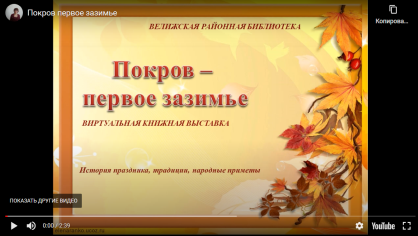 Покров первое зазимье
Копирова...
ВЕЛИЖСКАЯ РАЙОННАЯ БИБЛИОТЕКА
Покров –
первое зазимье
ВИРТУАЛЬНАЯ КНИЖНАЯ ВЫСТАВКА
История праздника, традиции, народные приметы
ПОКАЗАТЬ ДРУГИЕ ВИДЕО
0:00 / 2:39
YouTube